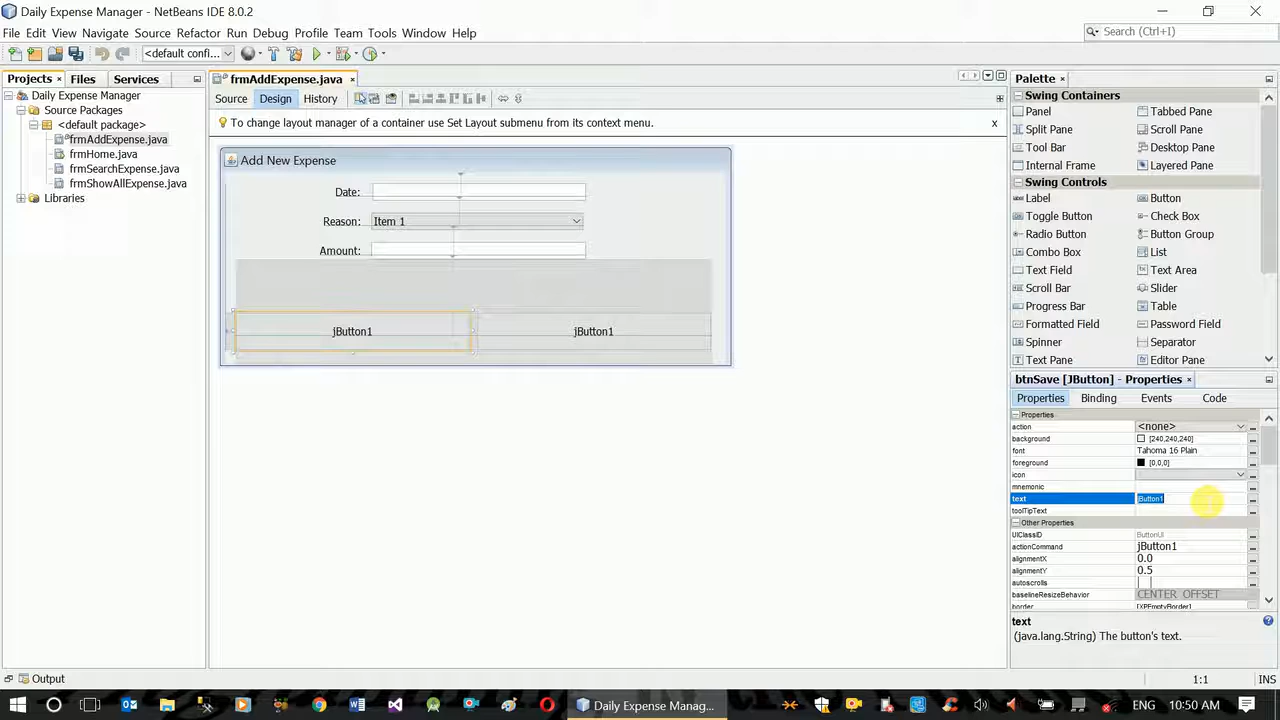 Daily Expense Manager - NetBeans IDE 8.0.2
File Edit View Navigate Source Refactor Run Debug Profile Team Tools Window Help
Search (Ctrl+I)
<default confi...
Projects Files Services
frmAddExpense.java
Palette
Daily Expense Manager
Source Packages
<default package>
frmAddExpense.java
frmHome.java
frmSearchExpense.java
frmShowAllExpense.java
Libraries
Source Design History
To change layout manager of a container use Set Layout submenu from its context menu.
x
Add New Expense
Date:
Reason: Item 1
Amount:
jButton1 jButton1
Swing Containers
Panel Tabbed Pane
Split Pane Scroll Pane
Tool Bar Desktop Pane
Internal Frame Layered Pane
Swing Controls
Label Button
Toggle Button Check Box
Radio Button Button Group
Combo Box List
Text Field Text Area
Scroll Bar Slider
Progress Bar Table
Formatted Field Password Field
Spinner Separator
Text Pane Editor Pane
btnSave [JButton] - Properties
Properties Binding Events Code
Properties
action <none>
background [240,240,240]
font Tahoma 16 Plain
foreground [0,0,0]
icon
mnemonic
text jButton1
toolTipText
Other Properties
UIClassID ButtonUI
actionCommand jButton1
alignmentX 0.0
alignmentY 0.5
autoscrolls
baselineResizeBehavior CENTER_OFFSET
border [XPEmptyBorder]
text
(java.lang.String) The button's text.
Output
1:1 INS
Daily Expense Manag...
ENG 10:50 AM